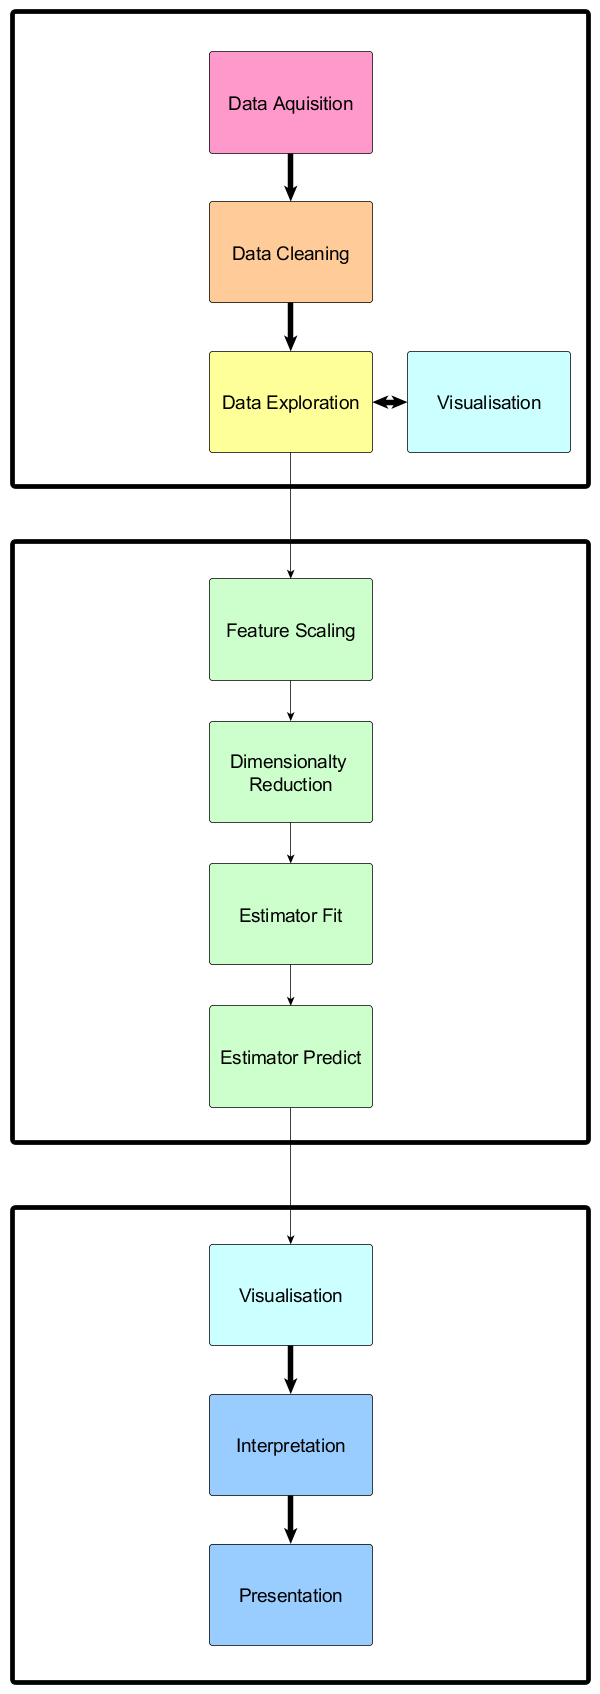 Data Aquisition
Data Cleaning
Data Exploration
Visualisation
Feature Scaling
Dimensionalty
Reduction
Estimator Fit
Estimator Predict
Visualisation
Interpretation
Presentation